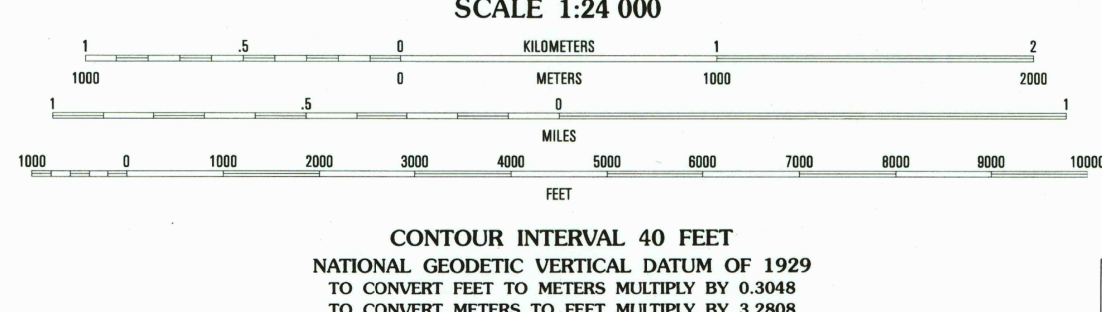 SCALE 1:24 000
1 .5 0 KILOMETERS 1 2
1000 0 METERS 1000 2000
1 .5 0 1
MILES
1000 0 1000 2000 3000 4000 5000 6000 7000 8000 9000 10000
FEET
CONTOUR INTERVAL 40 FEET
NATIONAL GEODETIC VERTICAL DATUM OF 1929
TO CONVERT FEET TO METERS MULTIPLY BY 0.3048
TO CONVERT METERS TO FEET MULTIPLY BY 3.2808